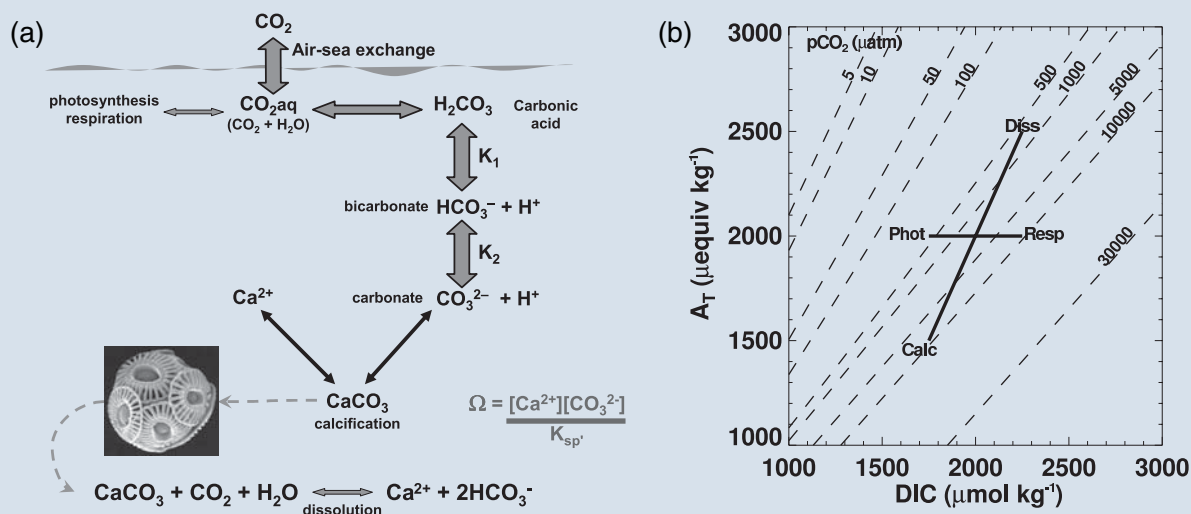 (a)
CO₂
Air-sea exchange
photosynthesis
respiration
CO₂aq
(CO₂ + H₂O)
H₂CO₃
Carbonic
acid
K₁
bicarbonate HCO₃⁻ + H⁺
K₂
Ca²⁺
carbonate CO₃²⁻ + H⁺
CaCO₃
calcification
Ω = [Ca²⁺][CO₃²⁻]
Ksp'
CaCO₃ + CO₂ + H₂O Ca²⁺ + 2HCO₃⁻
dissolution
(b)
pCO₂ (µatm)
5
10
50
100
500
1000
5000
10000
30000
Diss
Phot
Resp
Calc
3000
2500
2000
1500
1000
A_T (µequiv kg⁻¹)
1000 1500 2000 2500 3000
DIC (µmol kg⁻¹)